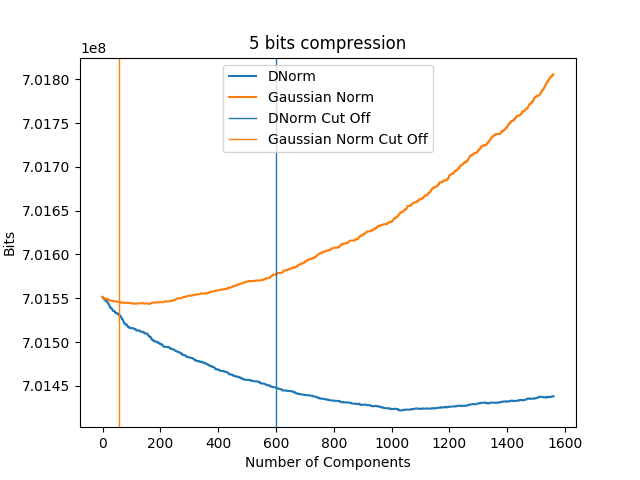 5 bits compression
1e8
DNorm
Gaussian Norm
DNorm Cut Off
Gaussian Norm Cut Off
7.0180
7.0175
7.0170
7.0165
7.0160
7.0155
7.0150
7.0145
Bits
0 200 400 600 800 1000 1200 1400 1600
Number of Components